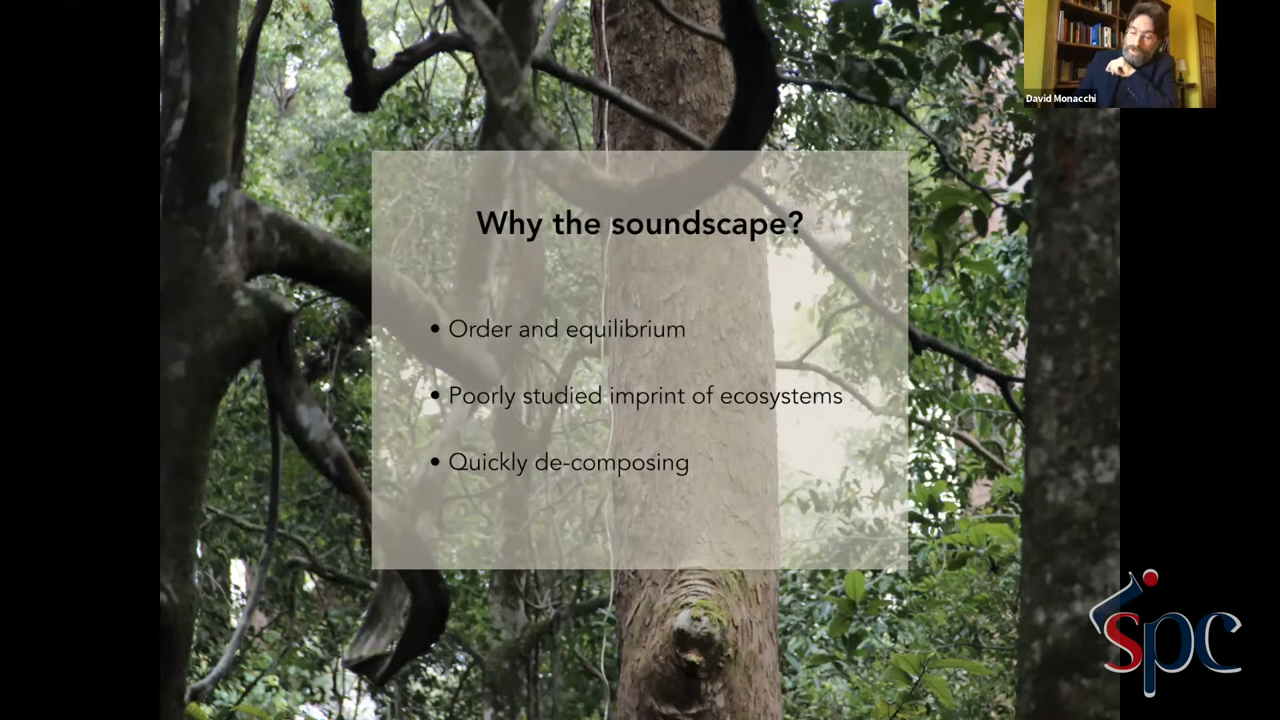 David Monacchi
Why the soundscape?
• Order and equilibrium
• Poorly studied imprint of ecosystems
• Quickly de-composing
spc